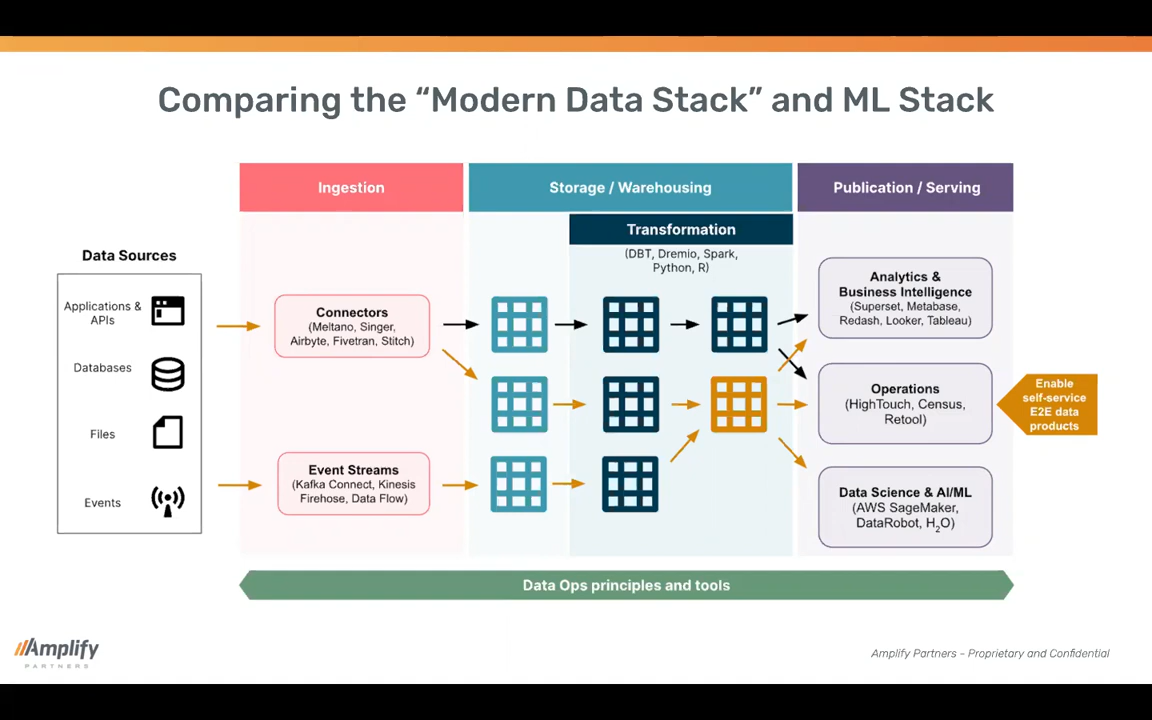 Comparing the “Modern Data Stack” and ML Stack
Ingestion
Storage / Warehousing
Publication / Serving
Transformation
(DBT, Dremio, Spark,
Python, R)
Data Sources
Applications &
APIs
Databases
Files
Events
Connectors
(Meltano, Singer,
Airbyte, Fivetran, Stitch)
Event Streams
(Kafka Connect, Kinesis
Firehose, Data Flow)
Analytics &
Business Intelligence
(Superset, Metabase,
Redash, Looker, Tableau)
Operations
(HighTouch, Census,
Retool)
Data Science & AI/ML
(AWS SageMaker,
DataRobot, H2O)
Enable
self-service
E2E data
products
Data Ops principles and tools
Amplify
PARTNERS
Amplify Partners – Proprietary and Confidential